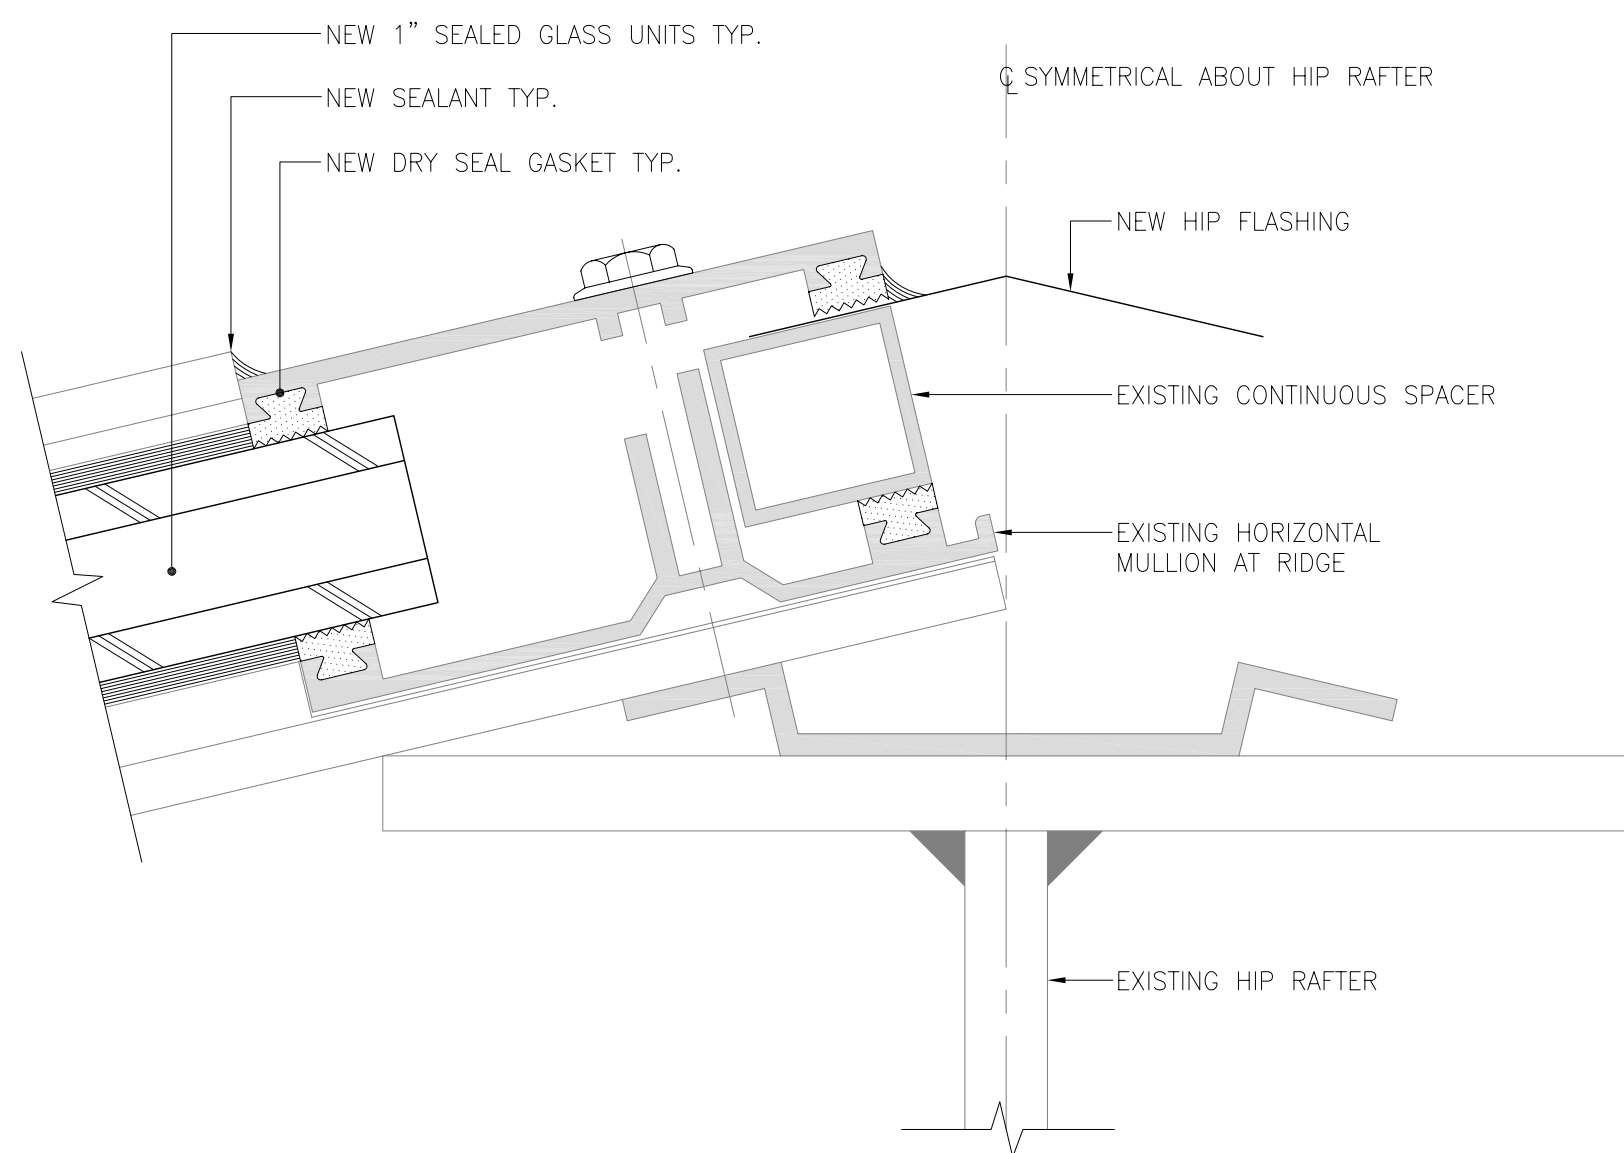 NEW 1” SEALED GLASS UNITS TYP.
NEW SEALANT TYP.
NEW DRY SEAL GASKET TYP.
℄ SYMMETRICAL ABOUT HIP RAFTER
NEW HIP FLASHING
EXISTING CONTINUOUS SPACER
EXISTING HORIZONTAL
MULLION AT RIDGE
EXISTING HIP RAFTER